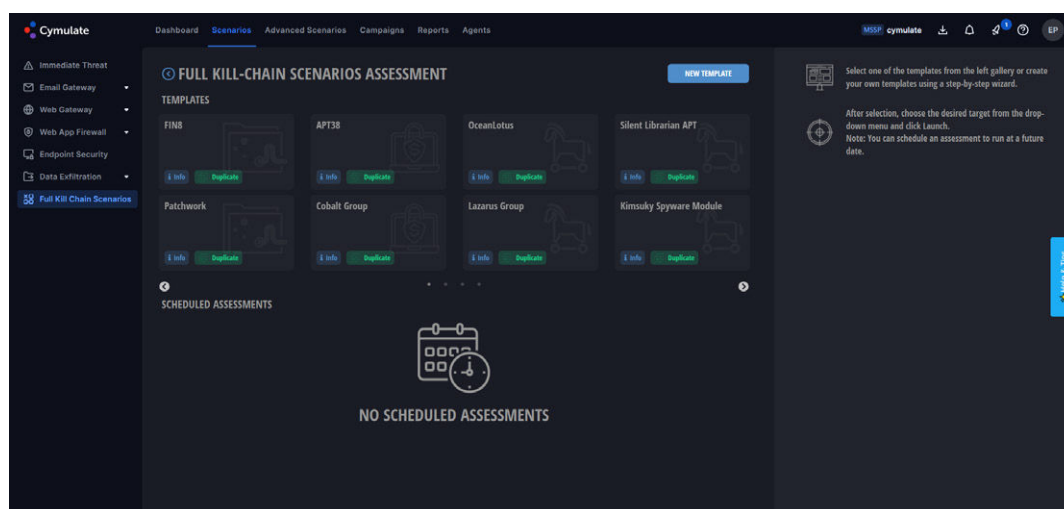 Cymulate
Dashboard Scenarios Advanced Scenarios Campaigns Reports Agents
MSSP cymulate
1
EP
Immediate Threat
Email Gateway
Web Gateway
Web App Firewall
Endpoint Security
Data Exfiltration
Full Kill Chain Scenarios
FULL KILL-CHAIN SCENARIOS ASSESSMENT
NEW TEMPLATE
TEMPLATES
FIN8 APT38 OceanLotus Silent Librarian APT
i Info Duplicate i Info Duplicate i Info Duplicate i Info Duplicate
Patchwork Cobalt Group Lazarus Group Kimsuky Spyware Module
i Info Duplicate i Info Duplicate i Info Duplicate i Info Duplicate
SCHEDULED ASSESSMENTS
NO SCHEDULED ASSESSMENTS
Select one of the templates from the left gallery or create
your own templates using a step-by-step wizard.
After selection, choose the desired target from the drop-
down menu and click Launch.
Note: You can schedule an assessment to run at a future
date.
Help & Tips